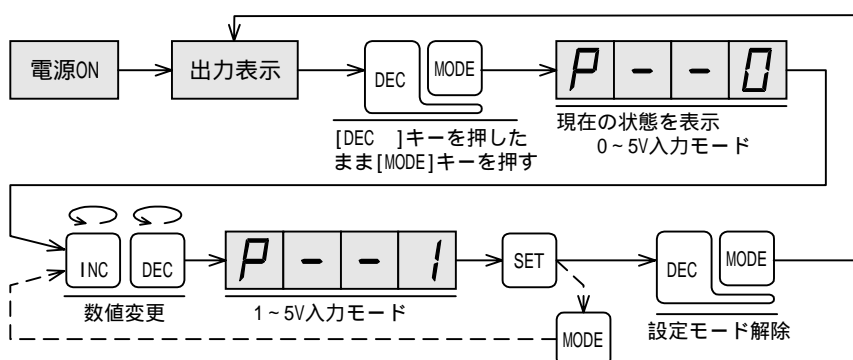 電源ON
出力表示
DEC
MODE
P - - 0
[DEC  ]キーを押した
まま[MODE]キーを押す
現在の状態を表示
0~5V入力モード
INC
DEC
数値変更
P - - 1
1~5V入力モード
SET
MODE
DEC
MODE
設定モード解除